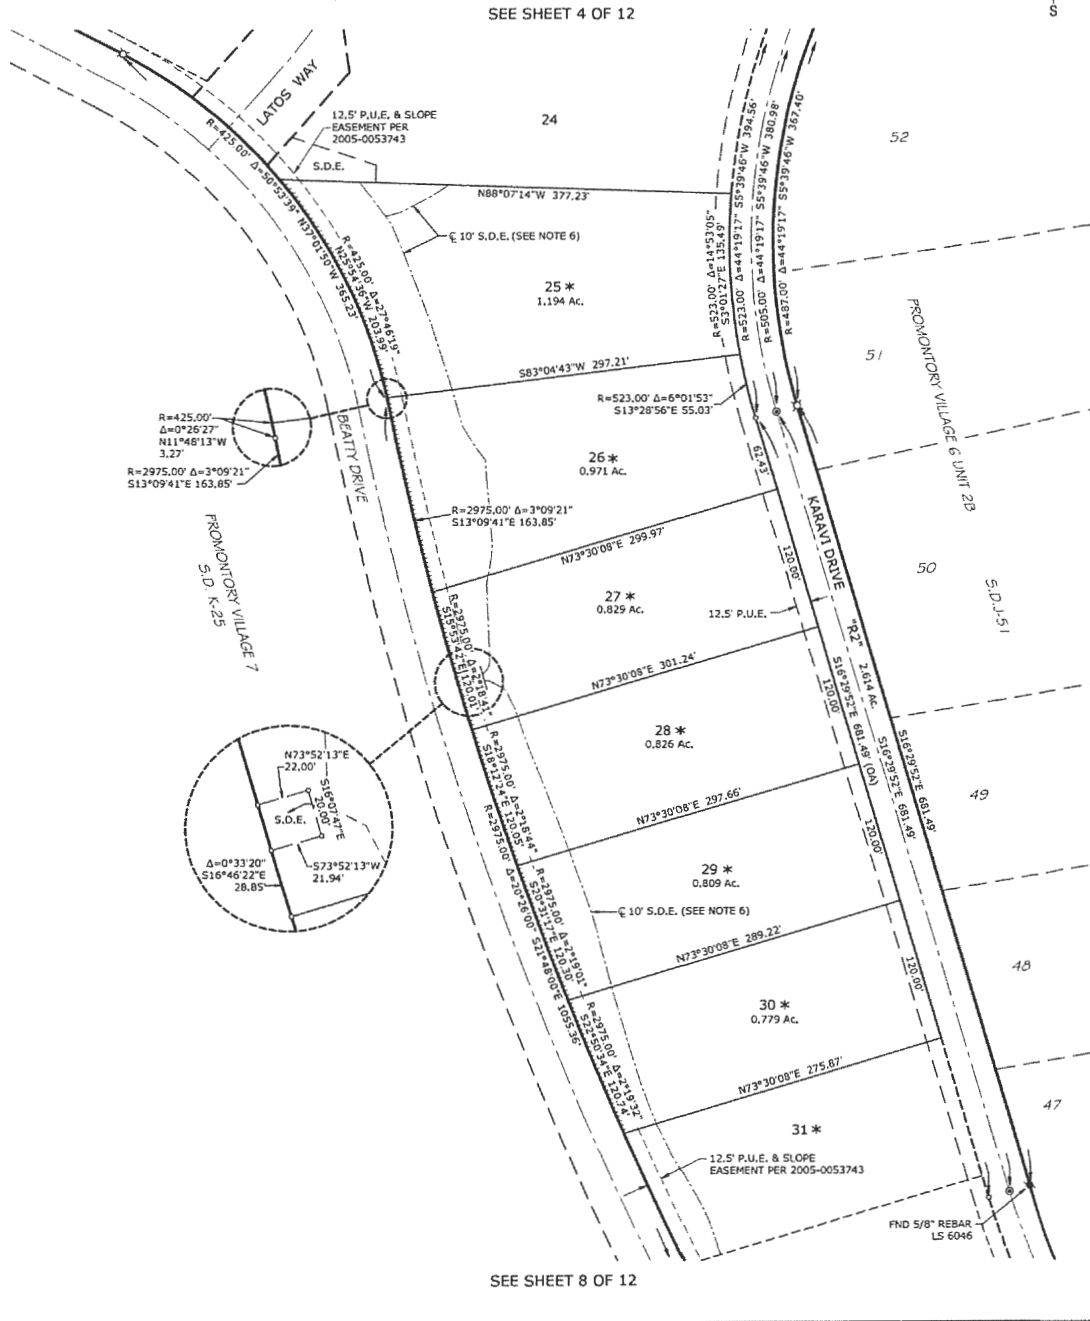 SEE SHEET 4 OF 12
S
LATOS WAY
12.5' P.U.E. & SLOPE
EASEMENT PER
2005-0053743
S.D.E.
24
52
R=425.00' Δ=50°53'39" N37°01'50"W 365.23'
N88°07'14"W 377.23'
℄ 10' S.D.E. (SEE NOTE 6)
R=425.00' Δ=27°46'19"
N25°54'36"W 203.99'
25 *
1.194 Ac.
R=523.00' Δ=14°53'05"
S3°01'27"E 135.49'
R=523.00' Δ=44°19'17" S5°39'46"W 394.56'
R=505.00' Δ=44°19'17" S5°39'46"W 380.98'
R=487.00' Δ=44°19'17" S5°39'46"W 367.40'
PROMONTORY VILLAGE 6 UNIT 2B
51
S83°04'43"W 297.21'
R=523.00' Δ=6°01'53"
S13°28'56"E 55.03'
R=425.00'
Δ=0°26'27"
N11°48'13"W
3.27'
R=2975.00' Δ=3°09'21"
S13°09'41"E 163.85'
BEATTY DRIVE
26 *
0.971 Ac.
62.43'
R=2975.00' Δ=3°09'21"
S13°09'41"E 163.85'
PROMONTORY VILLAGE 7
S.D. K-25
N73°30'08"E 299.97'
KARAVI DRIVE
120.00'
50
S.D.J-51
27 *
0.829 Ac.
12.5' P.U.E.
"R2"
2.614 Ac.
R=2975.00' Δ=2°18'41"
S15°53'42"E 120.01'
N73°30'08"E 301.24'
120.00'
S16°29'52"E 681.49' (OA)
S16°29'52"E 681.49'
S16°29'52"E 681.49'
28 *
0.826 Ac.
R=2975.00' Δ=2°18'44"
S18°12'24"E 120.05'
N73°52'13"E
22.00'
S16°07'47"E
20.00'
S.D.E.
Δ=0°33'20"
S16°46'22"E
28.85'
S73°52'13"W
21.94'
N73°30'08"E 297.66'
49
120.00'
R=2975.00' Δ=20°26'00" S21°48'00"E 1055.36'
29 *
0.809 Ac.
R=2975.00' Δ=2°19'01"
S20°31'17"E 120.30'
℄ 10' S.D.E. (SEE NOTE 6)
N73°30'08"E 289.22'
120.00'
48
30 *
0.779 Ac.
R=2975.00' Δ=2°19'32"
S22°50'34"E 120.74'
N73°30'08"E 275.87'
47
31 *
12.5' P.U.E. & SLOPE
EASEMENT PER 2005-0053743
FND 5/8" REBAR
LS 6046
SEE SHEET 8 OF 12